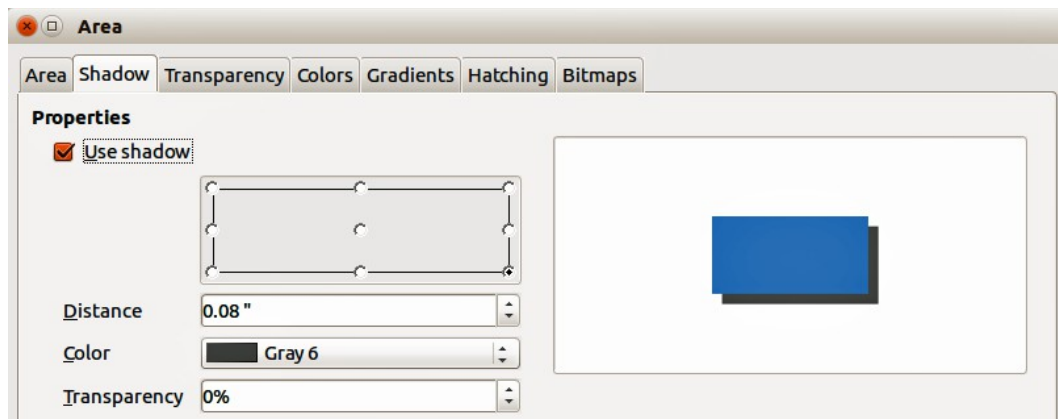 Area
Area Shadow Transparency Colors Gradients Hatching Bitmaps
Properties
Use shadow
Distance 0.08 "
Color Gray 6
Transparency 0%